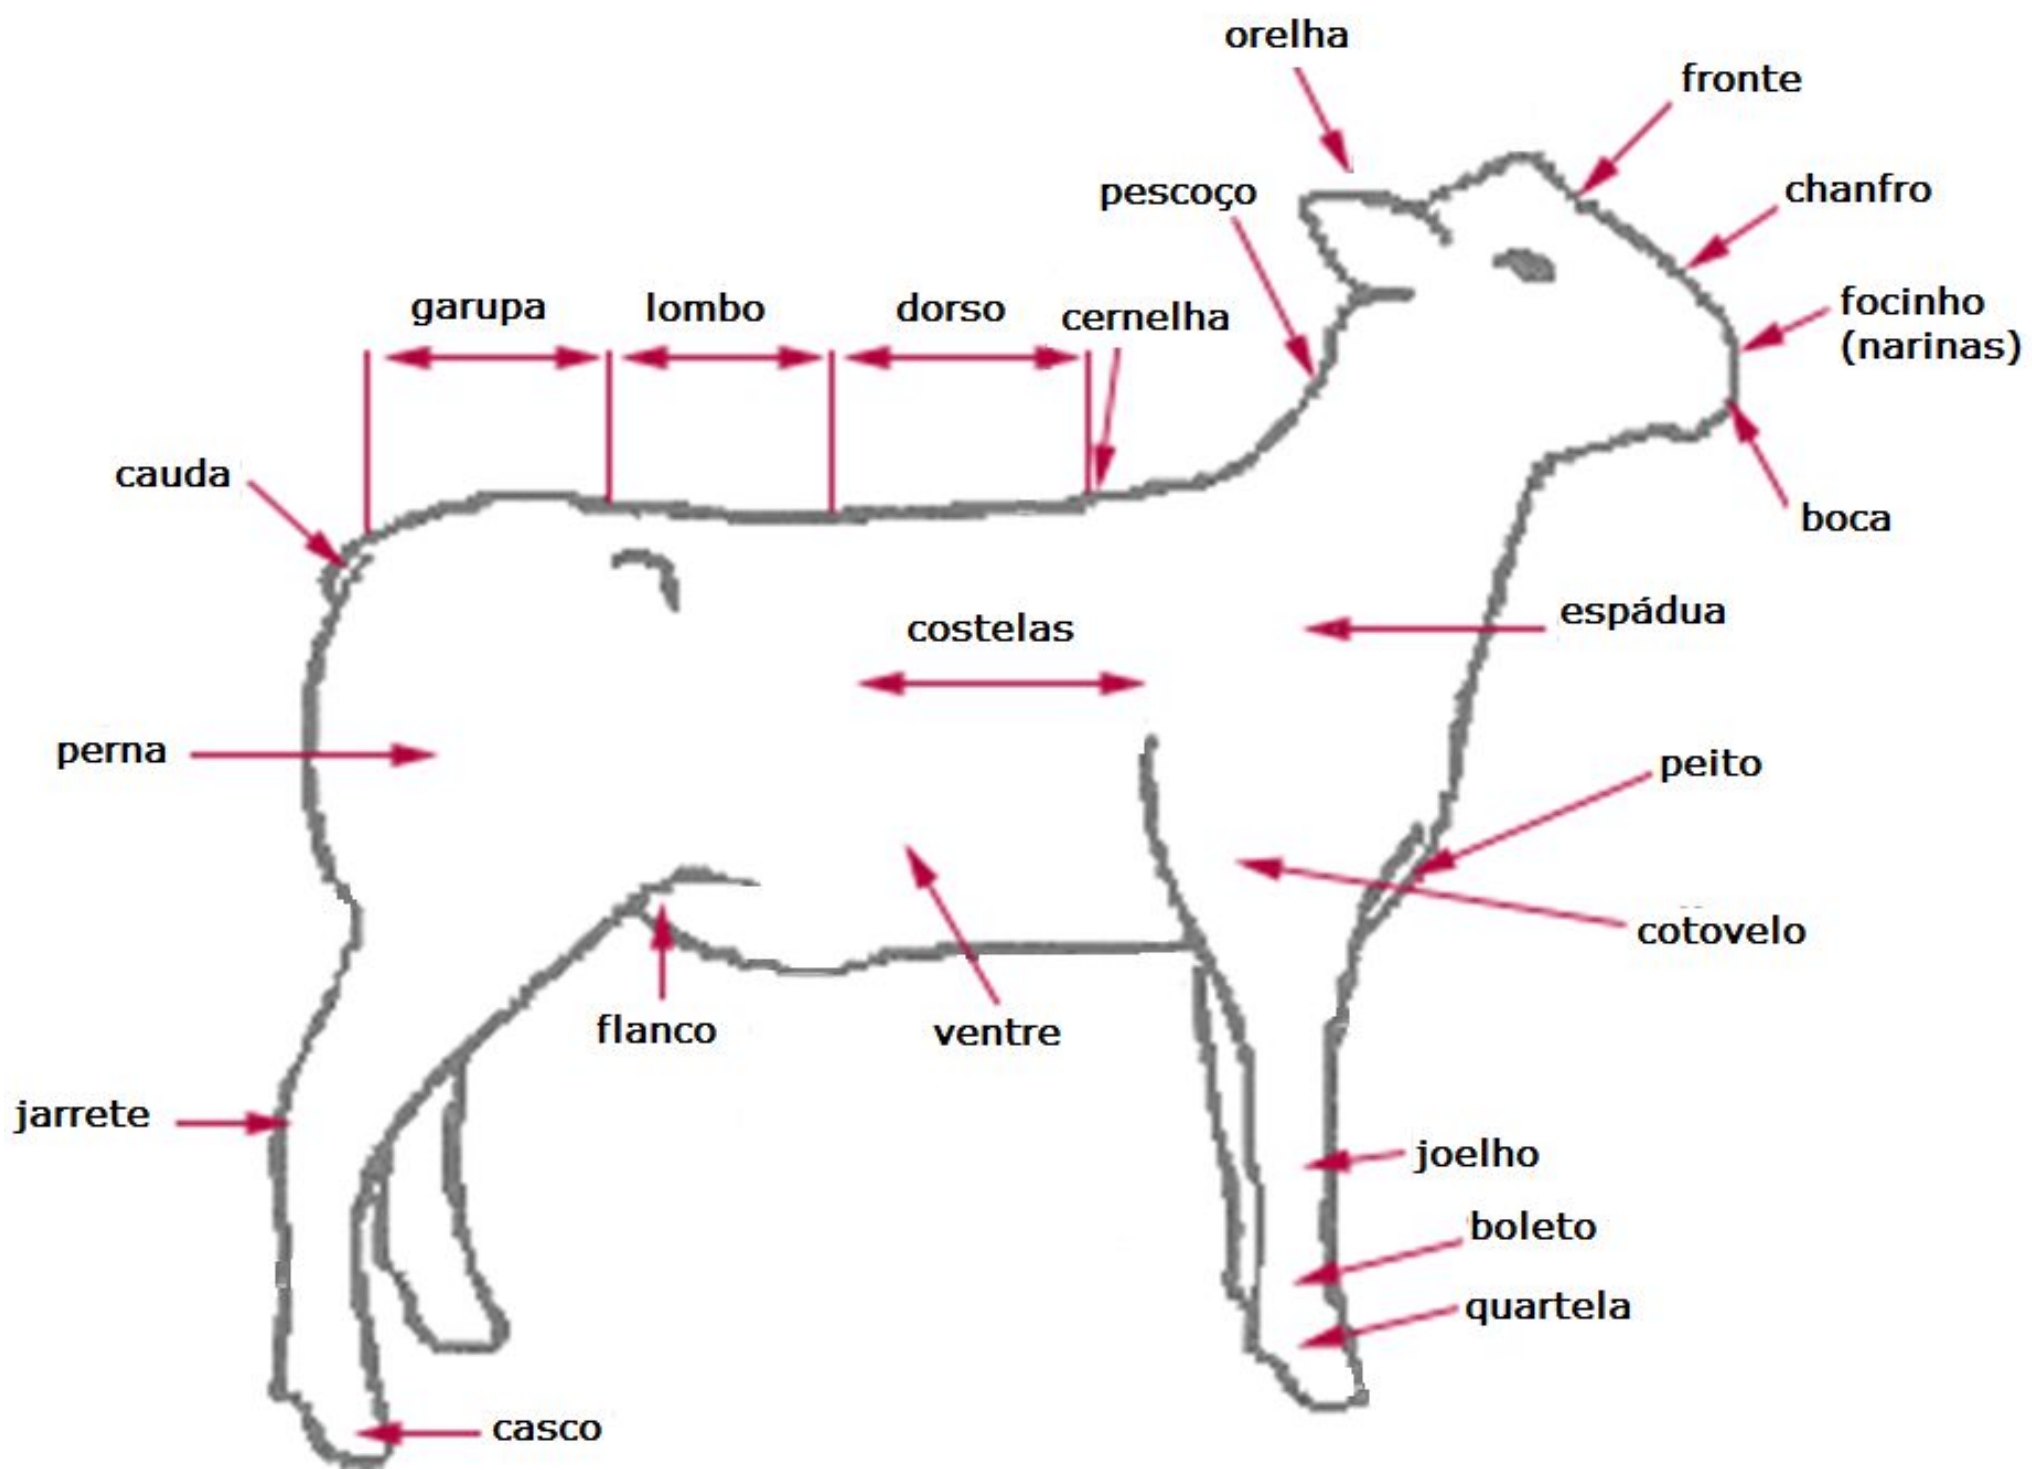 orelha
fronte
chanfro
pescoço
focinho
(narinas)
garupa
lombo
dorso
cernelha
cauda
boca
espádua
costelas
perna
peito
cotovelo
flanco
ventre
jarrete
joelho
boleto
quartela
casco